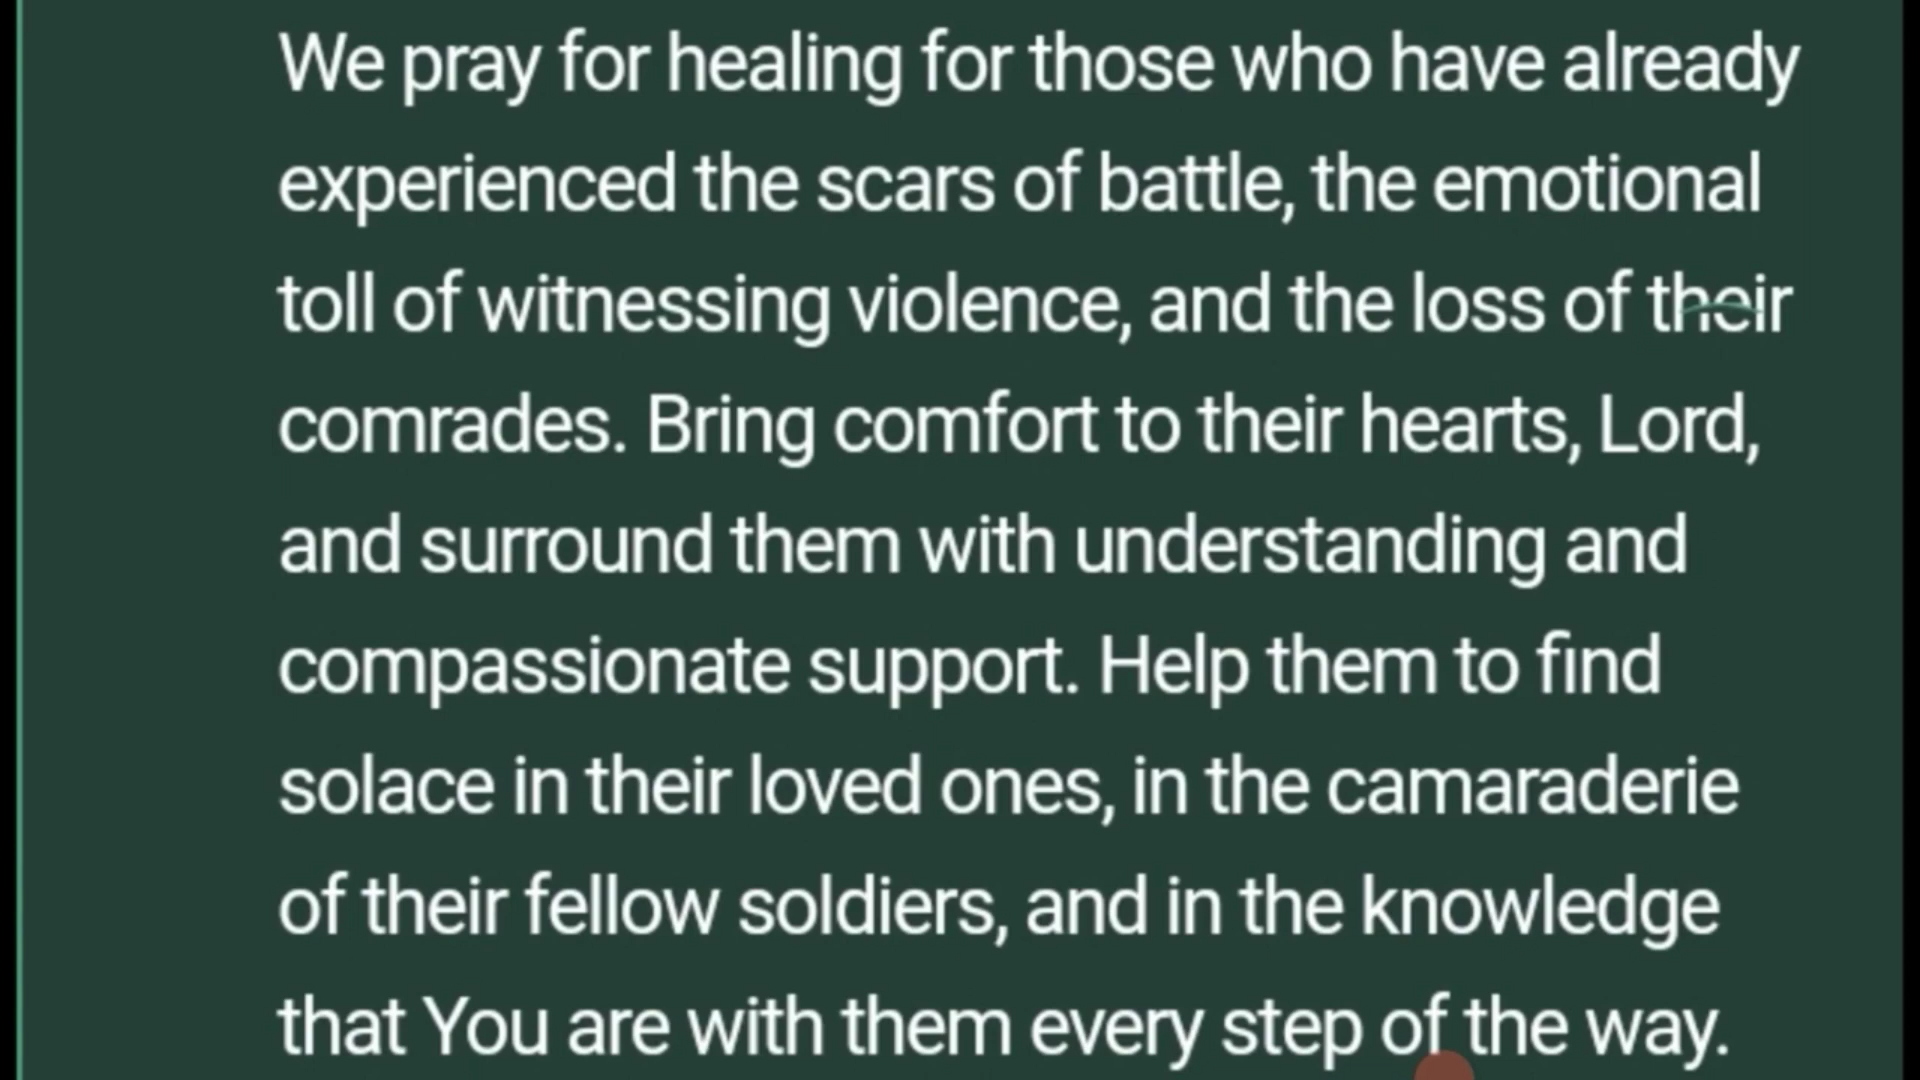 We pray for healing for those who have already
experienced the scars of battle, the emotional
toll of witnessing violence, and the loss of their
comrades. Bring comfort to their hearts, Lord,
and surround them with understanding and
compassionate support. Help them to find
solace in their loved ones, in the camaraderie
of their fellow soldiers, and in the knowledge
that You are with them every step of the way.